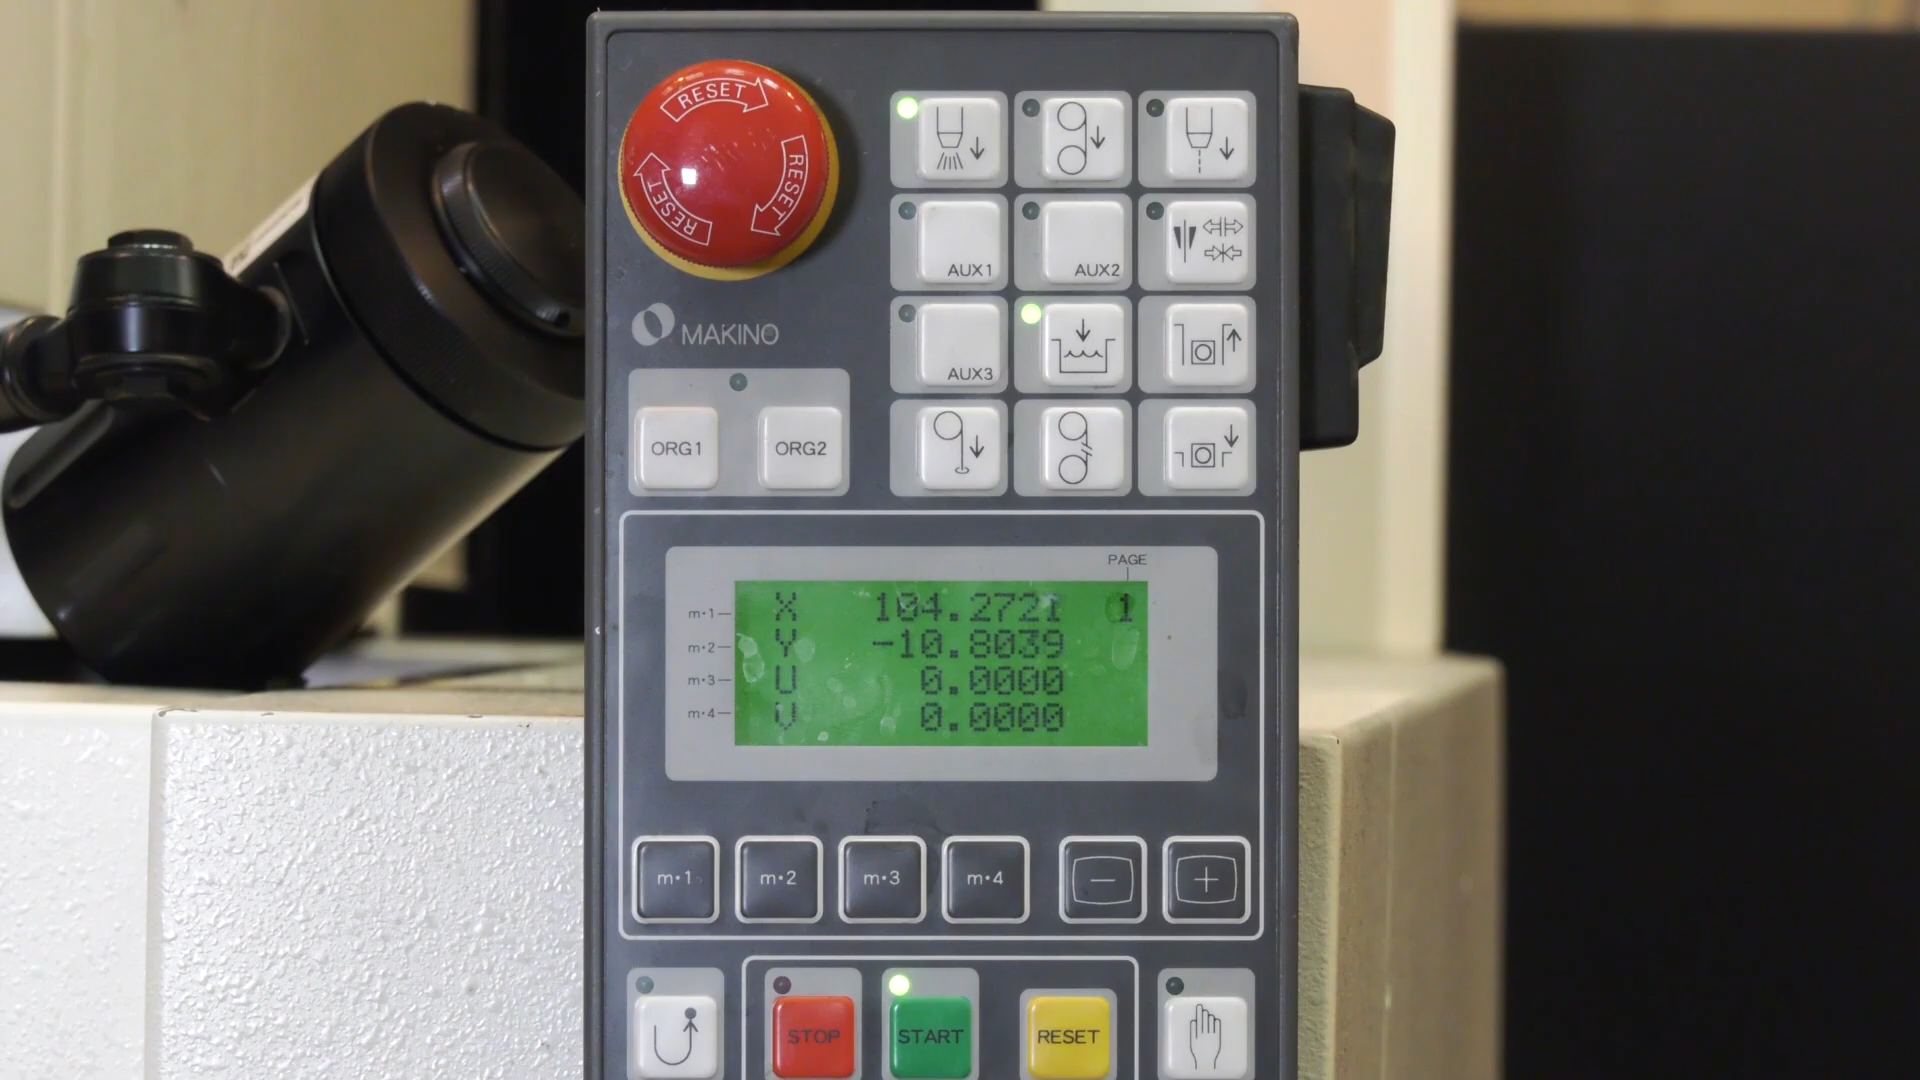 RESET
RESET
RESET
MAKINO
ORG1
ORG2
AUX1
AUX2
AUX3
PAGE
m•1 X 104.2721 1
m•2 Y -10.8039
m•3 U 0.0000
m•4 V 0.0000
m•1
m•2
m•3
m•4
−
+
STOP
START
RESET